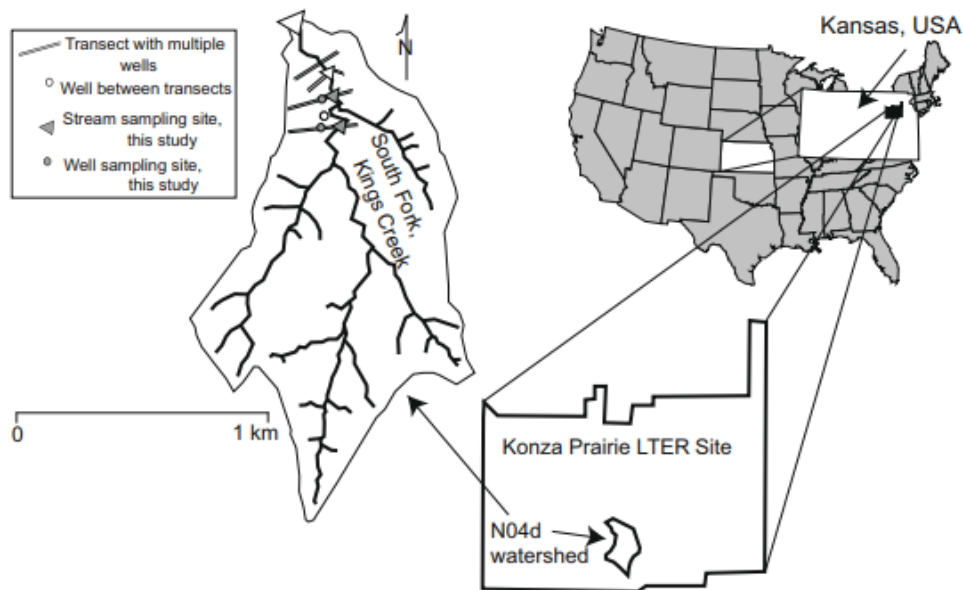 Transect with multiple
wells
Well between transects
Stream sampling site,
this study
Well sampling site,
this study
N
South Fork,
Kings Creek
0
1 km
Kansas, USA
Konza Prairie LTER Site
N04d
watershed